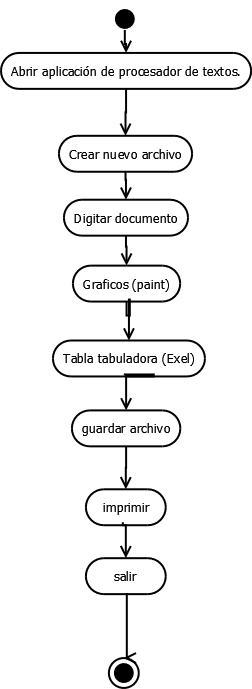 Abrir aplicación de procesador de textos.
Crear nuevo archivo
Digitar documento
Graficos (paint)
Tabla tabuladora (Exel)
guardar archivo
imprimir
salir